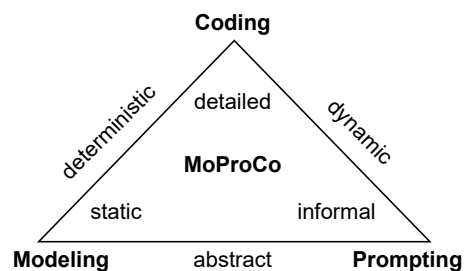 Coding
deterministic
detailed
dynamic
MoProCo
static
informal
Modeling
abstract
Prompting